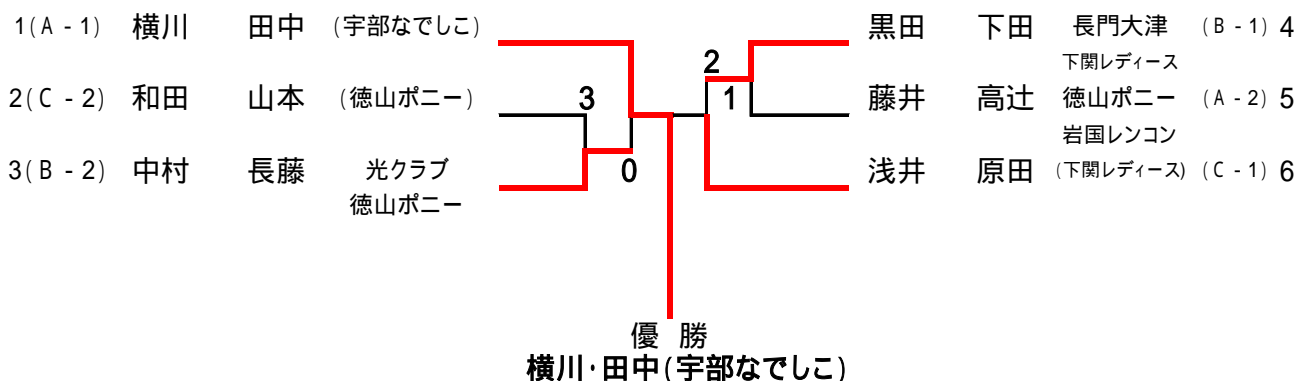 1(A - 1) 横川 田中 (宇部なでしこ)
黒田 下田 長門大津 (B - 1) 4
2
下関レディース
2(C - 2) 和田 山本 (徳山ポニー)
3
1
藤井 高辻 徳山ポニー (A - 2) 5
岩国レンコン
3(B - 2) 中村 長藤 光クラブ
0
浅井 原田 (下関レディース) (C - 1) 6
徳山ポニー
優 勝
横川・田中(宇部なでしこ)